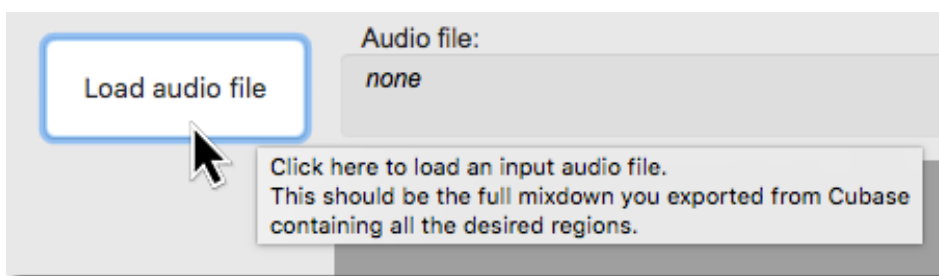 Audio file:
Load audio file
none
Click here to load an input audio file.
This should be the full mixdown you exported from Cubase
containing all the desired regions.